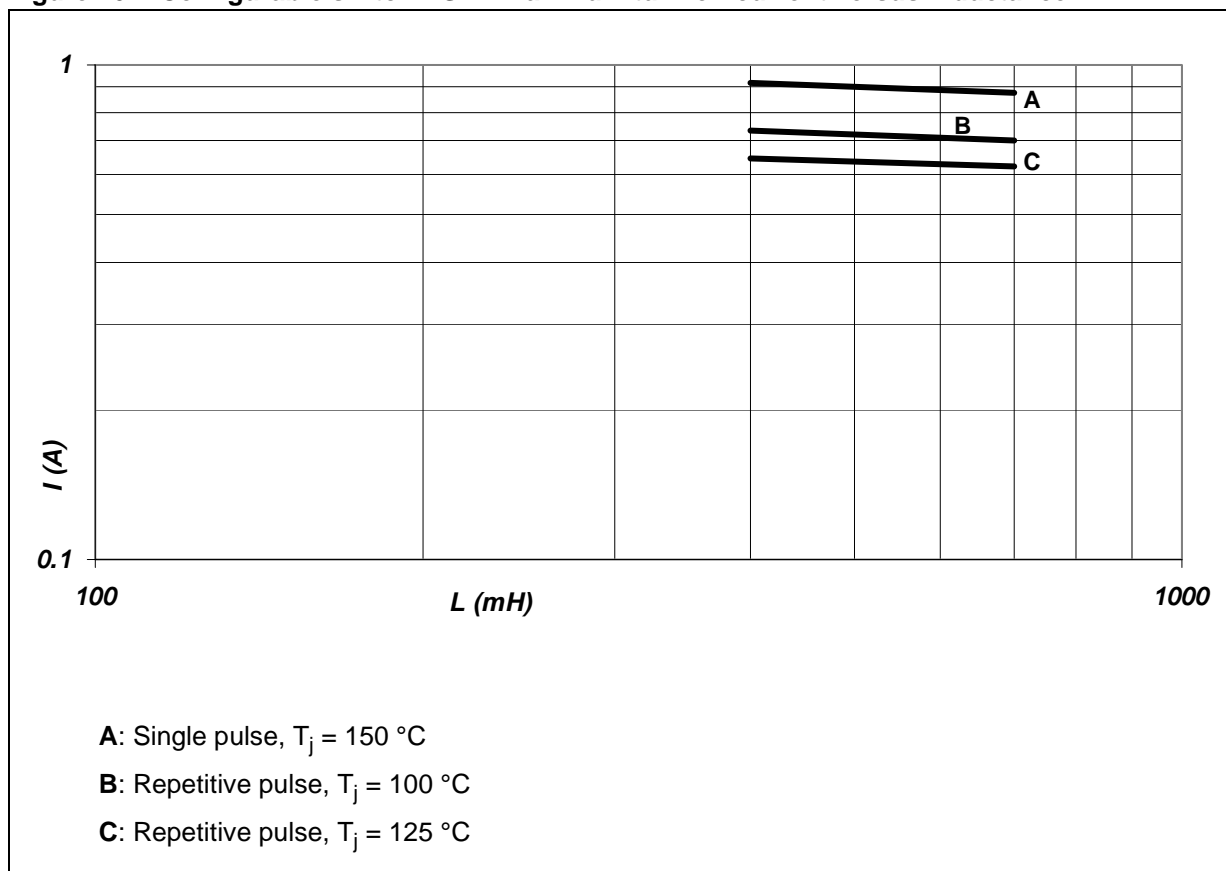 1
A
B
C
I (A)
0.1
100
L (mH)
1000
A: Single pulse, Tj = 150 °C
B: Repetitive pulse, Tj = 100 °C
C: Repetitive pulse, Tj = 125 °C